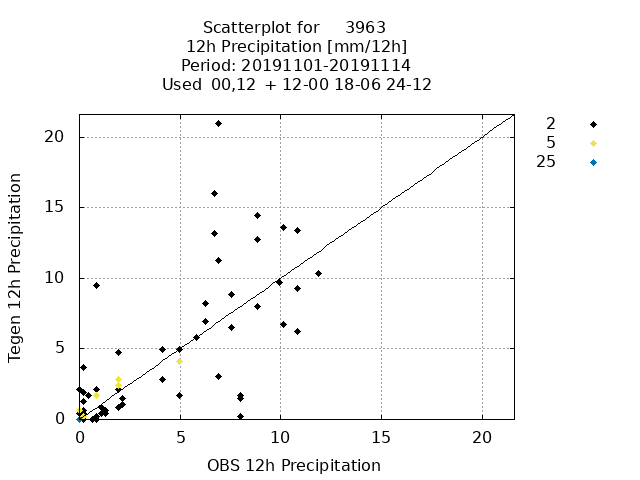 Scatterplot for 3963
12h Precipitation [mm/12h]
Period: 20191101-20191114
Used 00,12 + 12-00 18-06 24-12
2
5
25
Tegen 12h Precipitation
20
15
10
5
0
0 5 10 15 20
OBS 12h Precipitation